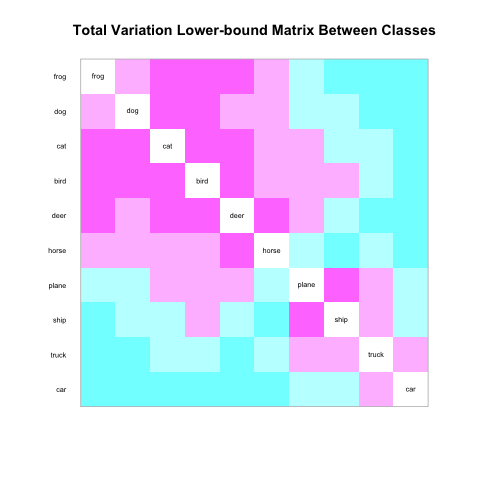 Total Variation Lower-bound Matrix Between Classes
frog frog
dog dog
cat cat
bird bird
deer deer
horse horse
plane plane
ship ship
truck truck
car car